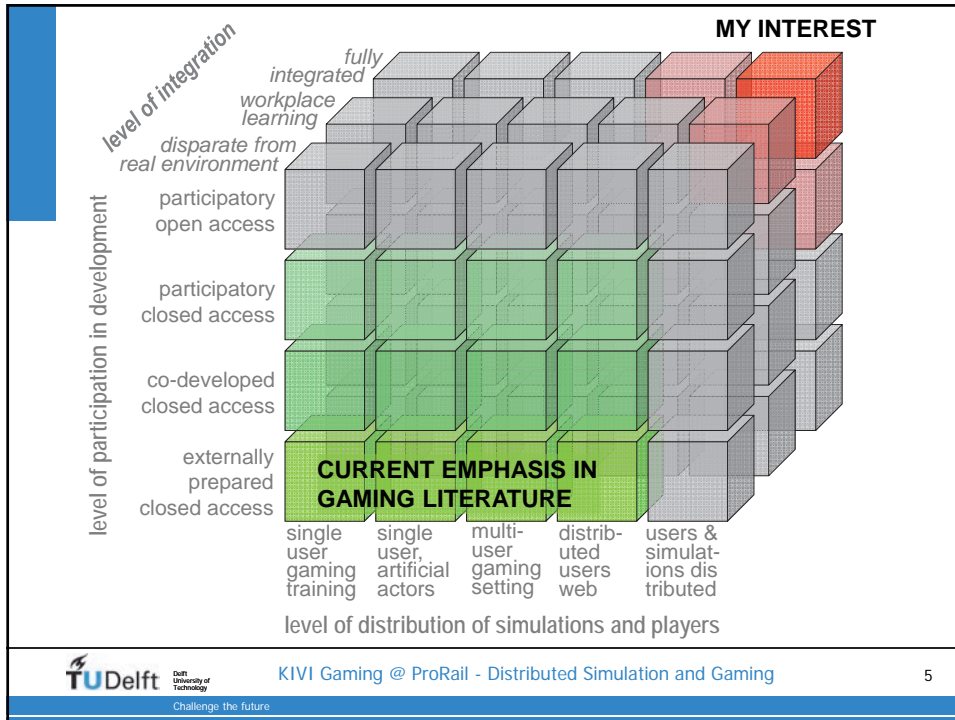 MY INTEREST
level of integration
fully
integrated
workplace
learning
disparate from
real environment
level of participation in development
participatory
open access
participatory
closed access
co-developed
closed access
externally
prepared
closed access
CURRENT EMPHASIS IN
GAMING LITERATURE
single
user
gaming
training
single
user,
artificial
actors
multi-
user
gaming
setting
distrib-
uted
users
web
users &
simulat-
ions dis
tributed
level of distribution of simulations and players
TUDelft
Delft
University of
Technology
KIVI Gaming @ ProRail - Distributed Simulation and Gaming
5
Challenge the future